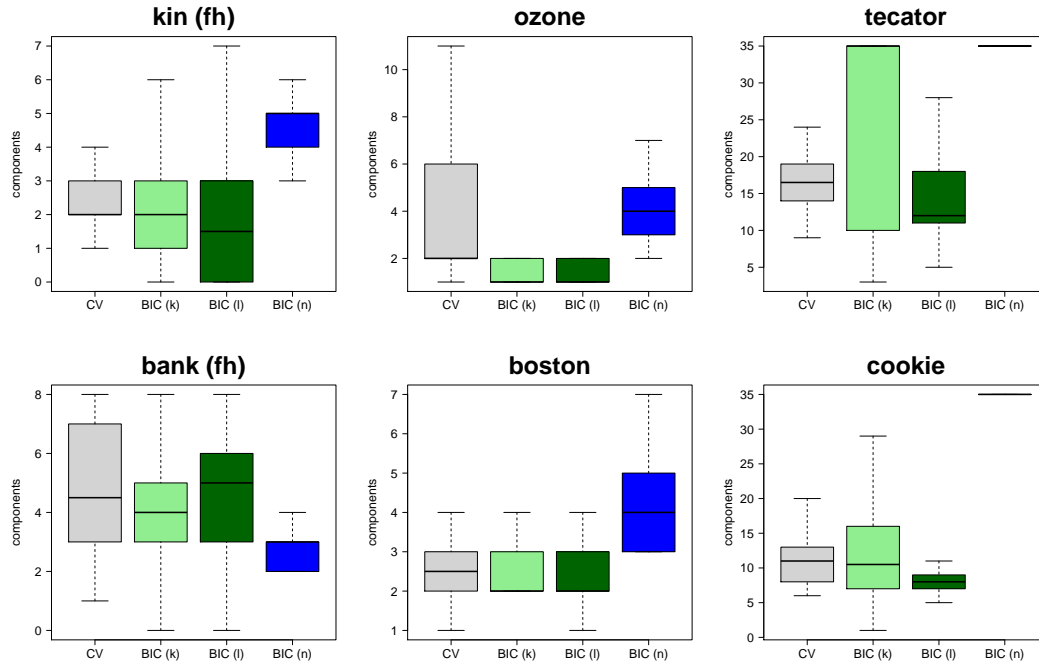 kin (fh)
components
7
6
5
4
3
2
1
0
CV
BIC (k)
BIC (l)
BIC (n)
ozone
components
10
8
6
4
2
CV
BIC (k)
BIC (l)
BIC (n)
tecator
components
35
30
25
20
15
10
5
CV
BIC (k)
BIC (l)
BIC (n)
bank (fh)
components
8
6
4
2
0
CV
BIC (k)
BIC (l)
BIC (n)
boston
components
7
6
5
4
3
2
1
CV
BIC (k)
BIC (l)
BIC (n)
cookie
components
35
30
25
20
15
10
5
0
CV
BIC (k)
BIC (l)
BIC (n)